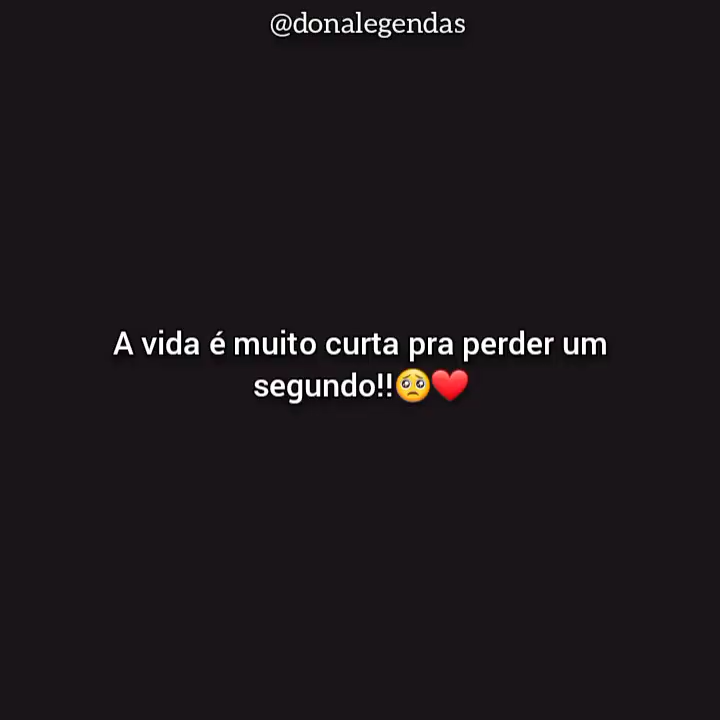 @donalegendas
A vida é muito curta pra perder um
segundo!!🥺❤️